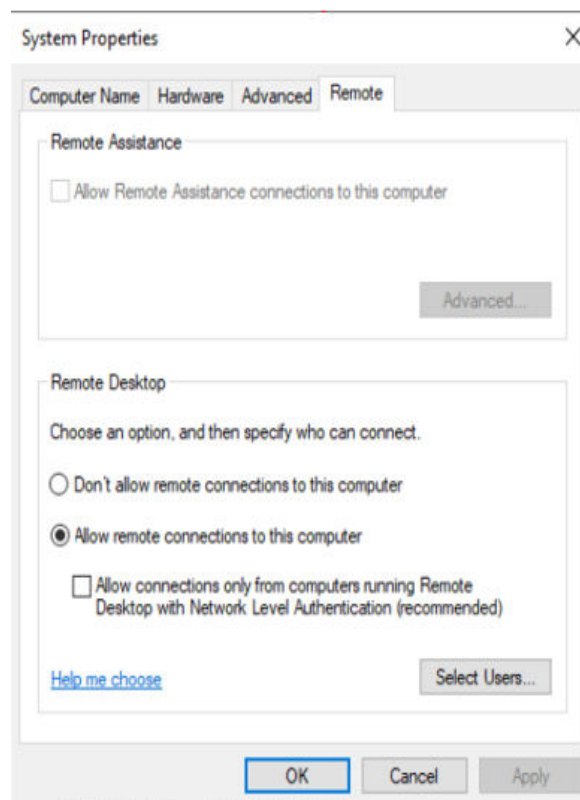 System Properties
Computer Name Hardware Advanced Remote
Remote Assistance
Allow Remote Assistance connections to this computer
Advanced...
Remote Desktop
Choose an option, and then specify who can connect.
Don't allow remote connections to this computer
Allow remote connections to this computer
Allow connections only from computers running Remote
Desktop with Network Level Authentication (recommended)
Help me choose Select Users...
OK Cancel Apply